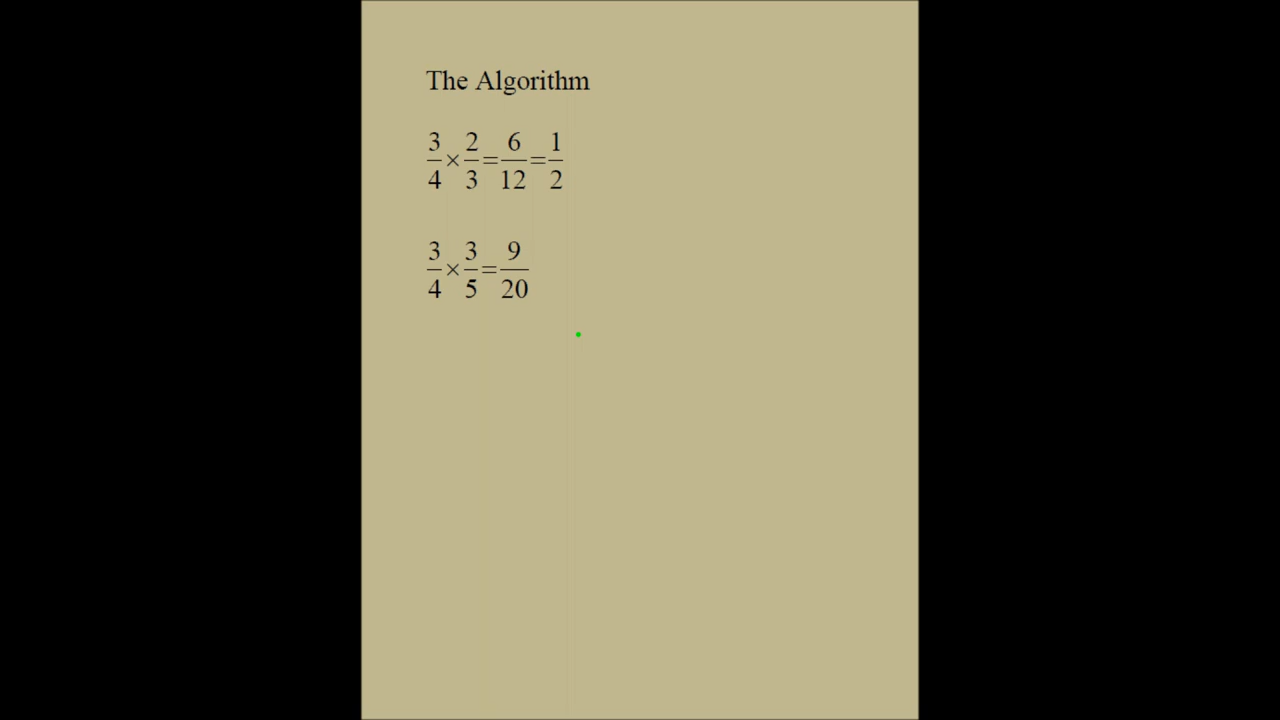 The Algorithm
3/4 × 2/3 = 6/12 = 1/2
3/4 × 3/5 = 9/20